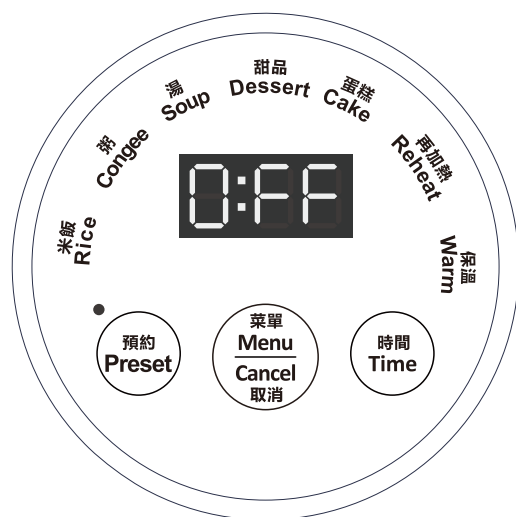 米飯
Rice
粥
Congee
湯
Soup
甜品
Dessert
蛋糕
Cake
再加熱
Reheat
保溫
Warm
0:FF
預約
Preset
菜單
Menu
Cancel
取消
時間
Time